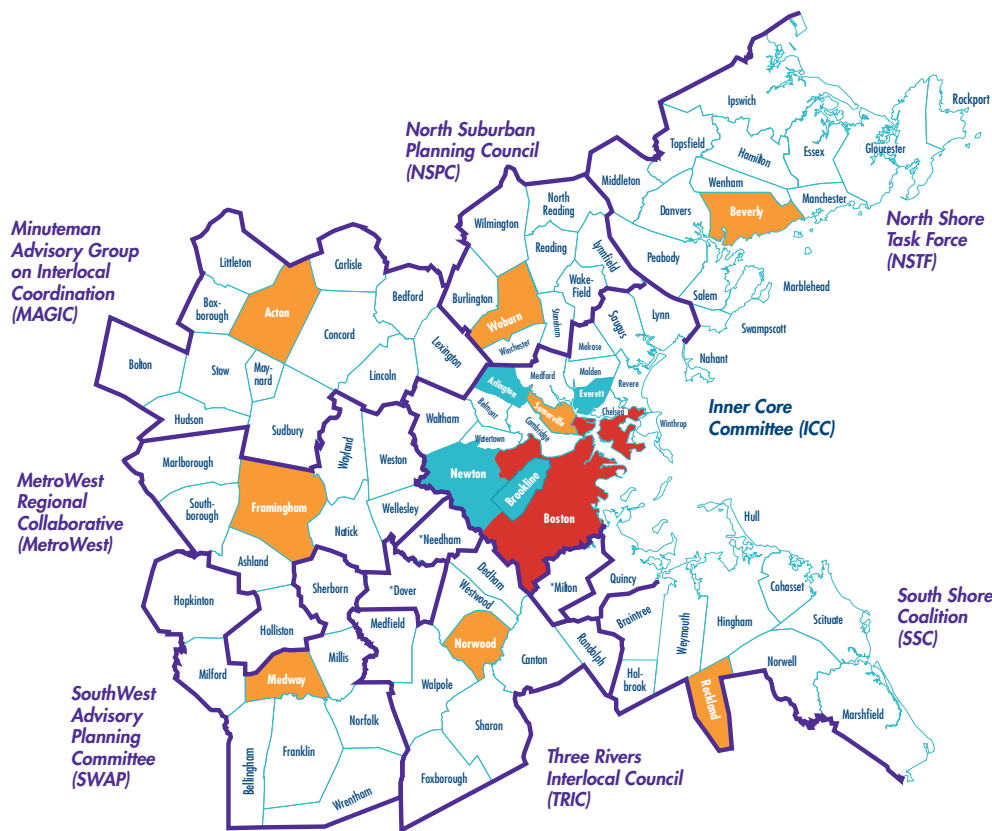 Ipswich
Rockport
North Suburban
Planning Council
(NSPC)
Topsfield
Hamilton
Essex
Gloucester
Middleton
Wenham
North
Reading
Manchester
Minuteman
Advisory Group
on Interlocal
Coordination
(MAGIC)
Wilmington
Danvers
Beverly
North Shore
Task Force
(NSTF)
Littleton
Carlisle
Reading
Lynnfield
Peabody
Bedford
Burlington
Wake-
field
Marblehead
Box-
borough
Acton
Woburn
Stoneham
Salem
Concord
Saugus
Lynn
Swampscott
Lexington
Winchester
Melrose
Bolton
Stow
May-
nard
Lincoln
Medford
Malden
Nahant
Arlington
Everett
Revere
Hudson
Waltham
Belmont
Somerville
Chelsea
Inner Core
Committee (ICC)
Sudbury
Cambridge
Winthrop
Wayland
Watertown
Marlborough
Weston
MetroWest
Regional
Collaborative
(MetroWest)
Newton
Brookline
South-
borough
Framingham
Wellesley
Boston
Hull
Natick
*Needham
Ashland
Dedham
Sherborn
Westwood
*Milton
Quincy
Cohasset
Hopkinton
*Dover
South Shore
Coalition
(SSC)
Holliston
Medfield
Braintree
Weymouth
Hingham
Scituate
Norwood
Randolph
Millis
Canton
Norwell
Milford
Medway
Walpole
Hol-
brook
Rockland
SouthWest
Advisory
Planning
Committee
(SWAP)
Norfolk
Sharon
Marshfield
Bellingham
Franklin
Three Rivers
Interlocal Council
(TRIC)
Foxborough
Wrentham